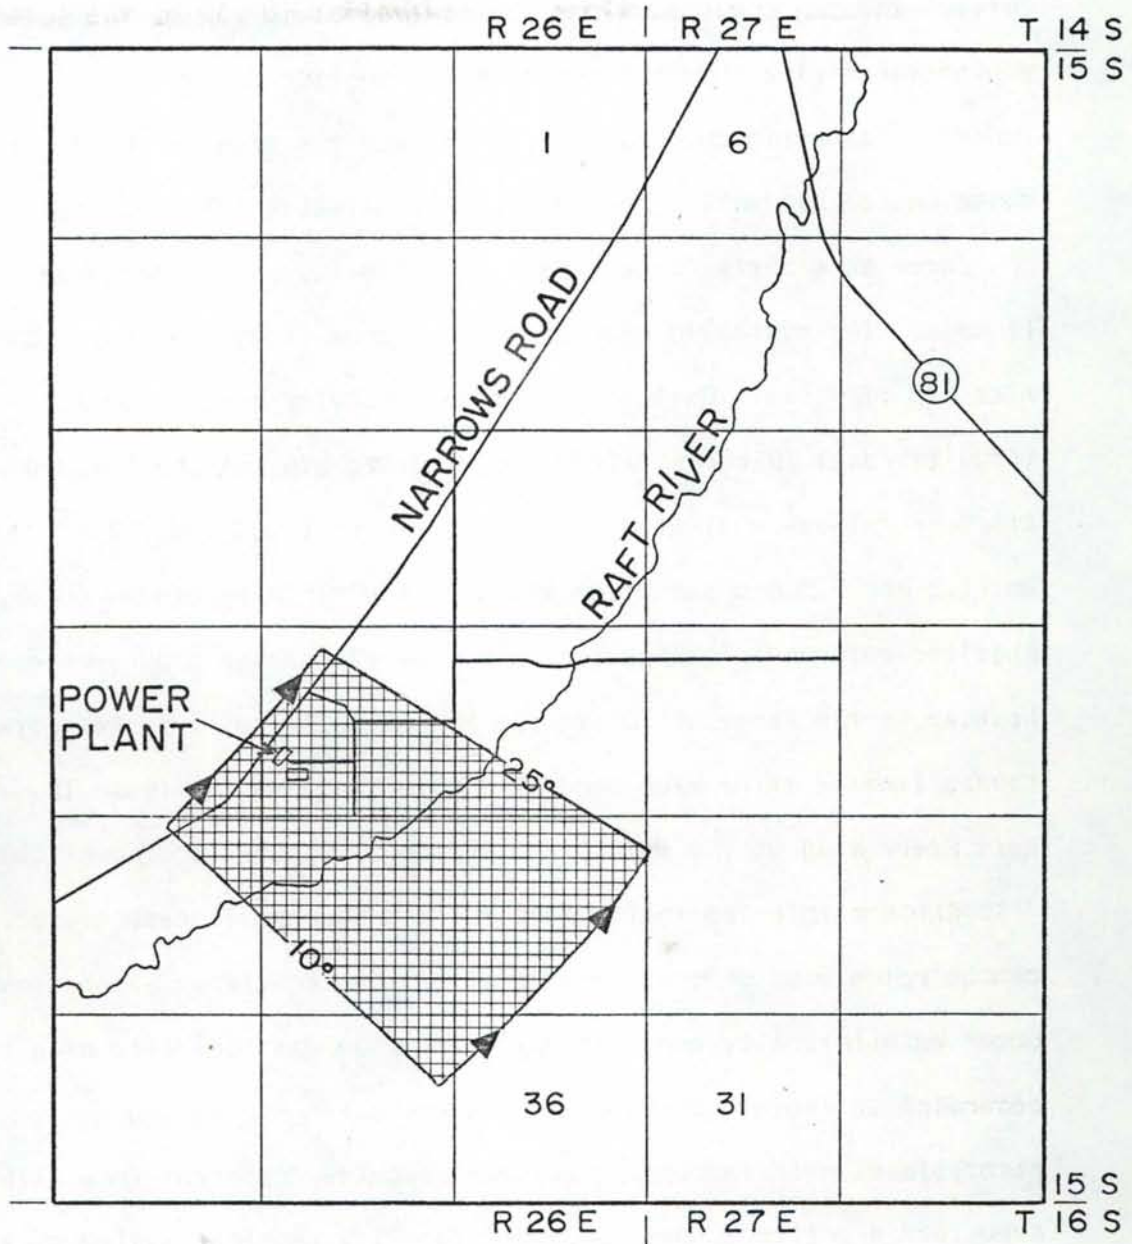 R 26 E R 27 E T 14 S
15 S
1 6
NARROWS ROAD
81
RAFT RIVER
POWER
PLANT
25°
10°
36 31
15 S
R 26 E R 27 E T 16 S